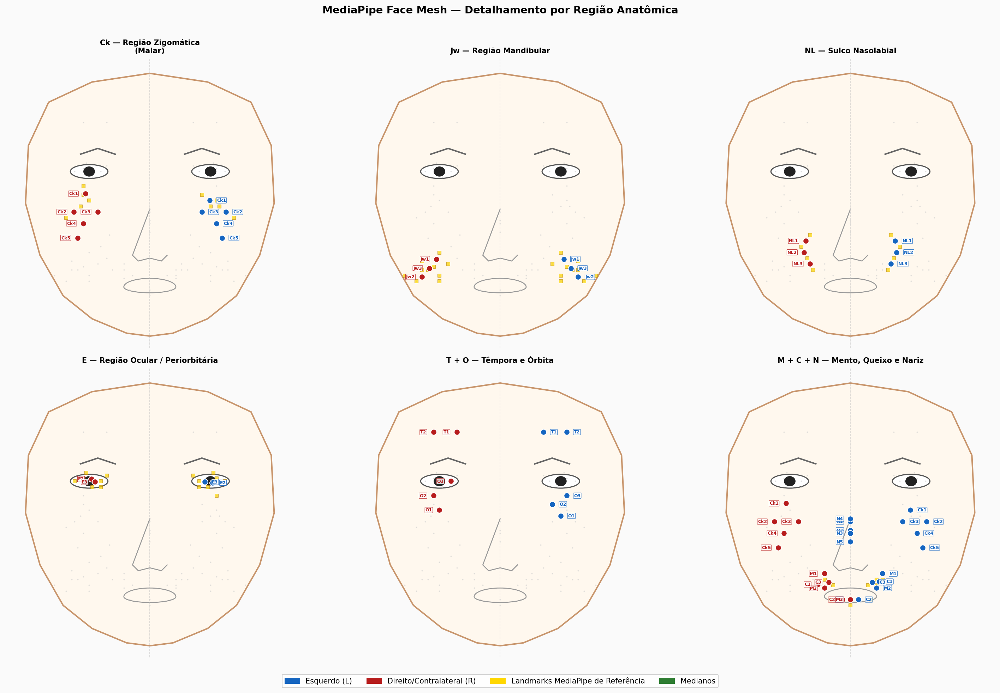 MediaPipe Face Mesh — Detalhamento por Região Anatômica
Ck — Região Zigomática
(Malar)
Ck1
Ck1
Ck2
Ck3
Ck3
Ck2
Ck4
Ck4
Ck5
Ck5
Jw — Região Mandibular
Jw1
Jw1
Jw3
Jw3
Jw2
Jw2
NL — Sulco Nasolabial
NL1
NL1
NL2
NL2
NL3
NL3
E — Região Ocular / Periorbitária
E2
E3
E3
E2
T + O — Têmpora e Órbita
T2
T1
T1
T2
O3
O2
O3
O2
O1
O1
M + C + N — Mento, Queixo e Nariz
Ck1
Ck1
Ck2
Ck3
N4
N1
Ck3
Ck2
Ck4
N2
N3
Ck4
Ck5
N5
Ck5
M1
M1
C3
C1
C3
C1
M2
M2
C2
M3
C2
Esquerdo (L)
Direito/Contralateral (R)
Landmarks MediaPipe de Referência
Medianos